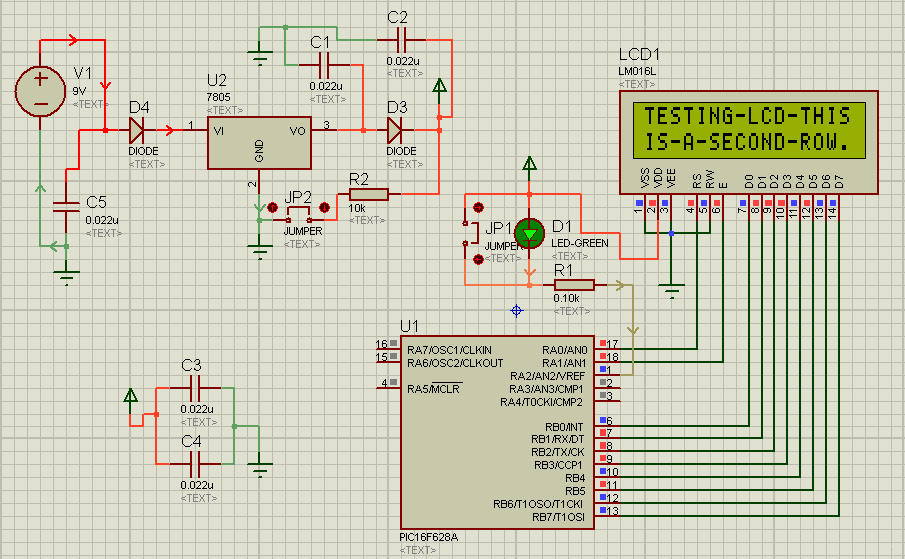 V1
9V
<TEXT>
D4
DIODE
<TEXT>
C5
0.022u
<TEXT>
U2
7805
<TEXT>
1
VI
VO
3
GND
2
C1
0.022u
<TEXT>
C2
0.022u
<TEXT>
D3
DIODE
<TEXT>
JP2
JUMPER
<TEXT>
R2
10k
<TEXT>
LCD1
LM016L
<TEXT>
TESTING-LCD-THIS
IS-A-SECOND-ROW.
VSS VDD VEE RS RW E D0 D1 D2 D3 D4 D5 D6 D7
1 2 3 4 5 6 7 8 9 10 11 12 13 14
JP1
JUMPER
<TEXT>
D1
LED-GREEN
<TEXT>
R1
0.10k
<TEXT>
U1
16 RA7/OSC1/CLKIN RA0/AN0 17
15 RA6/OSC2/CLKOUT RA1/AN1 18
RA2/AN2/VREF 1
4 RA5/MCLR RA3/AN3/CMP1 2
RA4/T0CKI/CMP2 3
RB0/INT 6
RB1/RX/DT 7
RB2/TX/CK 8
RB3/CCP1 9
RB4 10
RB5 11
RB6/T1OSO/T1CKI 12
RB7/T1OSI 13
PIC16F628A
<TEXT>
C3
0.022u
<TEXT>
C4
0.022u
<TEXT>